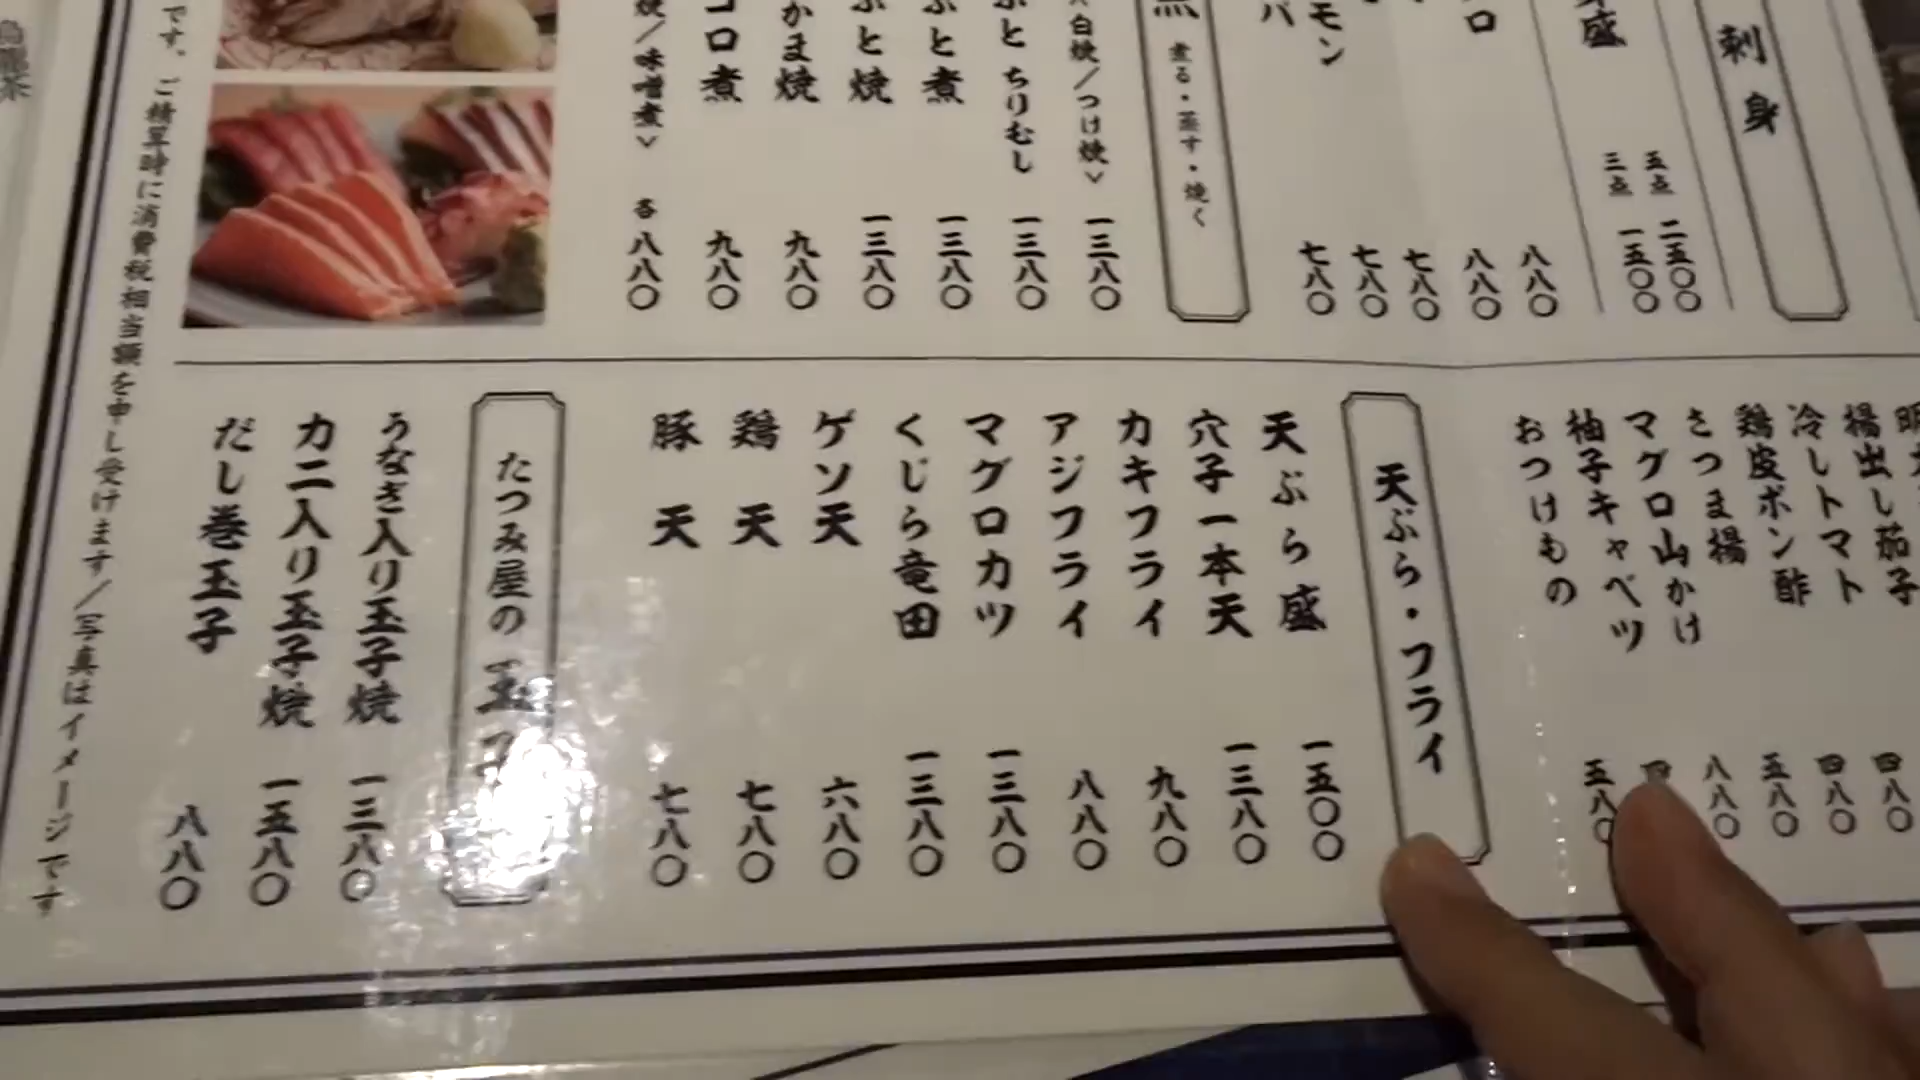 刺身
五点 二五〇〇
三点 一五〇〇
八八〇
八八〇
七八〇
七八〇
七八〇
煮る・蒸す・焼く
白焼/つけ焼 一三八〇
ちりむし 一三八〇
と煮 一三八〇
と焼 一三八〇
かま焼 九八〇
コロ煮 九八〇
焼/味噌煮 各 八八〇
揚出し茄子 四八〇
冷しトマト 四八〇
鶏皮ポン酢 五八〇
さつま揚 八八〇
マグロ山かけ
柚子キャベツ 五八〇
おつけもの
天ぷら・フライ
天ぷら盛 一五〇〇
穴子一本天 一三八〇
カキフライ 九八〇
アジフライ 八八〇
マグロカツ 一三八〇
くじら竜田 一三八〇
ゲソ天 六八〇
鶏天 七八〇
豚天 七八〇
たつみ屋の玉子
うなぎ入り玉子焼 一三八〇
カニ入り玉子焼 一五八〇
だし巻玉子 八八〇
です。ご精算時に消費税相当額を申し受けます/写真はイメージです